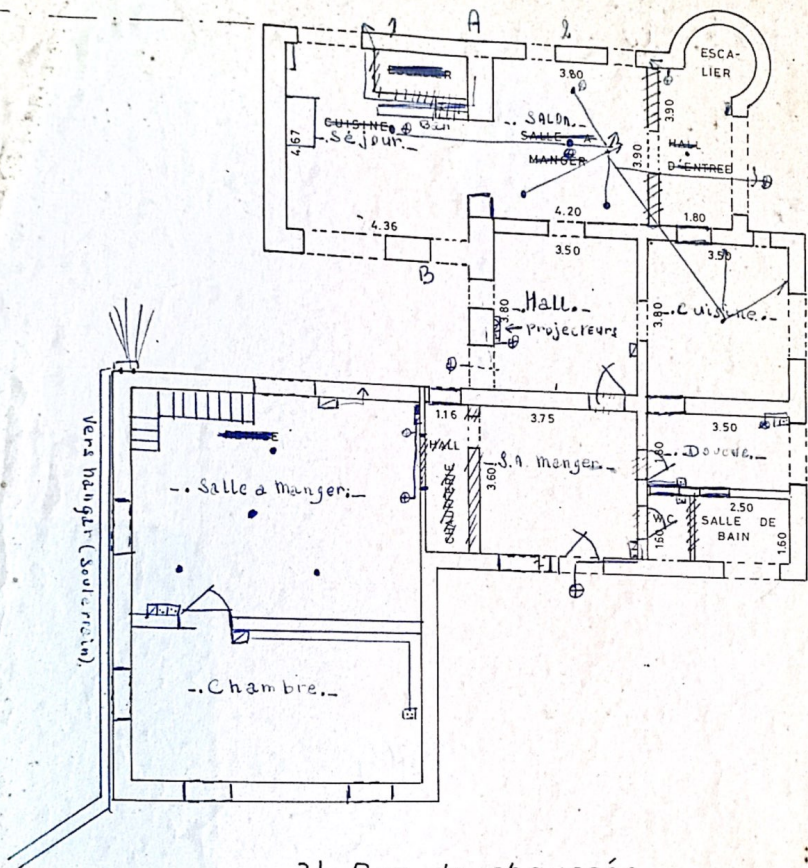 1
A
2
ESCA-
LIER
3.80
3.90
SALON.
CUISINE
Bar
SALLE A
HALL
Séjour.
MANGER
3.90
D'ENTREE
4.67
4.36
4.20
1.80
3.50
3.50
B
Hall.
3.80
Projecteurs
3.80
Cuisine.
1.16
3.75
3.50
HALL
S.A. manger.
3.60
Douche.
Salle a manger.
2.50
W C
SALLE DE
BAIN
1.60
1.60
vers hangar (souterrain).
Chambre.